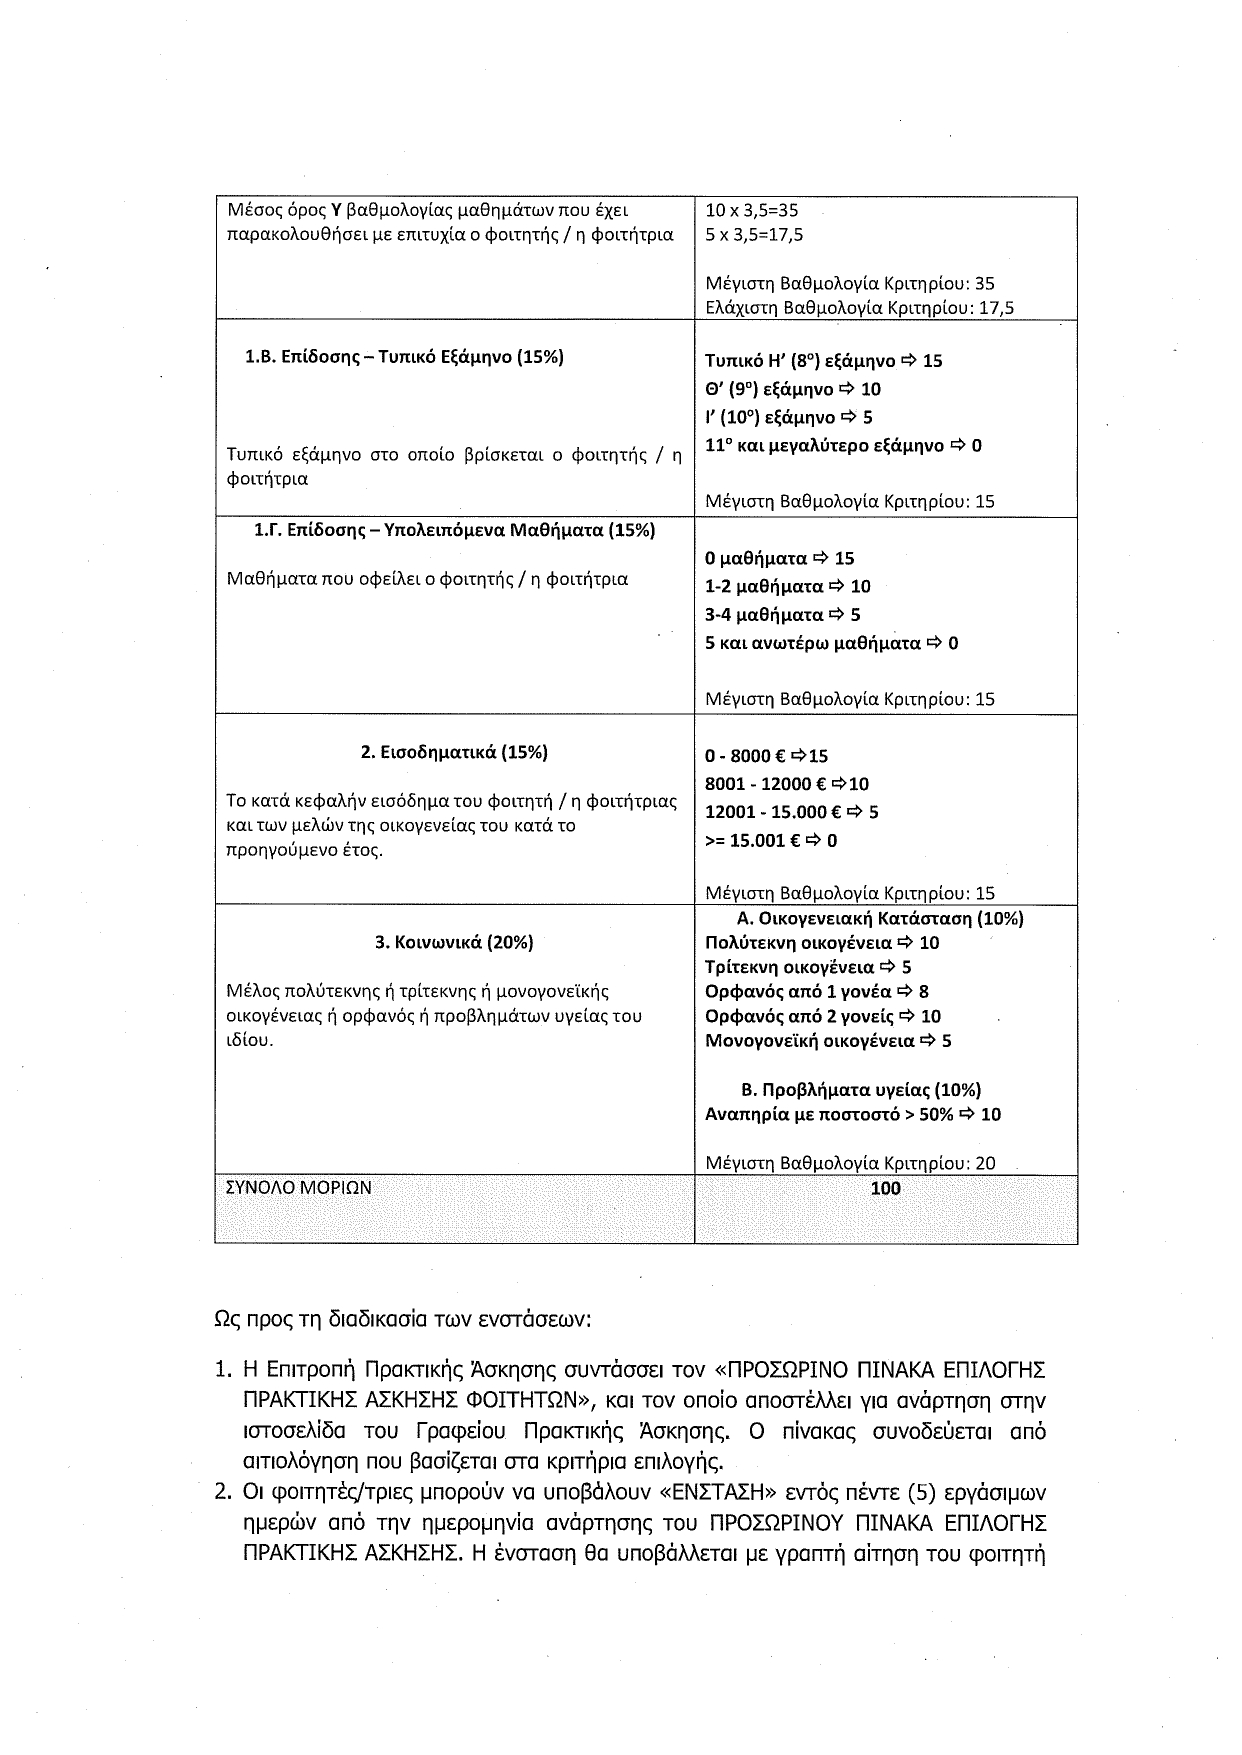 Μέσος όρος Υ βαθμολογίας μαθημάτων που έχει
παρακολουθήσει με επιτυχία ο φοιτητής / η φοιτήτρια
10 x 3,5=35
5 x 3,5=17,5
Μέγιστη Βαθμολογία Κριτηρίου: 35
Ελάχιστη Βαθμολογία Κριτηρίου: 17,5
1.Β. Επίδοσης – Τυπικό Εξάμηνο (15%)
Τυπικό εξάμηνο στο οποίο βρίσκεται ο φοιτητής / η
φοιτήτρια
Τυπικό Η’ (8º) εξάμηνο ⇨ 15
Θ’ (9º) εξάμηνο ⇨ 10
Ι’ (10º) εξάμηνο ⇨ 5
11º και μεγαλύτερο εξάμηνο ⇨ 0
Μέγιστη Βαθμολογία Κριτηρίου: 15
1.Γ. Επίδοσης – Υπολειπόμενα Μαθήματα (15%)
Μαθήματα που οφείλει ο φοιτητής / η φοιτήτρια
0 μαθήματα ⇨ 15
1-2 μαθήματα ⇨ 10
3-4 μαθήματα ⇨ 5
5 και ανωτέρω μαθήματα ⇨ 0
Μέγιστη Βαθμολογία Κριτηρίου: 15
2. Εισοδηματικά (15%)
Το κατά κεφαλήν εισόδημα του φοιτητή / η φοιτήτριας
και των μελών της οικογενείας του κατά το
προηγούμενο έτος.
0 - 8000 € ⇨15
8001 - 12000 € ⇨10
12001 - 15.000 € ⇨ 5
>= 15.001 € ⇨ 0
Μέγιστη Βαθμολογία Κριτηρίου: 15
3. Κοινωνικά (20%)
Μέλος πολύτεκνης ή τρίτεκνης ή μονογονεϊκής
οικογένειας ή ορφανός ή προβλημάτων υγείας του
ιδίου.
Α. Οικογενειακή Κατάσταση (10%)
Πολύτεκνη οικογένεια ⇨ 10
Τρίτεκνη οικογένεια ⇨ 5
Ορφανός από 1 γονέα ⇨ 8
Ορφανός από 2 γονείς ⇨ 10
Μονογονεϊκή οικογένεια ⇨ 5
Β. Προβλήματα υγείας (10%)
Αναπηρία με ποστοστό > 50% ⇨ 10
Μέγιστη Βαθμολογία Κριτηρίου: 20
ΣΥΝΟΛΟ ΜΟΡΙΩΝ
100
Ως προς τη διαδικασία των ενστάσεων:
1. Η Επιτροπή Πρακτικής Άσκησης συντάσσει τον «ΠΡΟΣΩΡΙΝΟ ΠΙΝΑΚΑ ΕΠΙΛΟΓΗΣ
ΠΡΑΚΤΙΚΗΣ ΑΣΚΗΣΗΣ ΦΟΙΤΗΤΩΝ», και τον οποίο αποστέλλει για ανάρτηση στην
ιστοσελίδα του Γραφείου Πρακτικής Άσκησης. Ο πίνακας συνοδεύεται από
αιτιολόγηση που βασίζεται στα κριτήρια επιλογής.
2. Οι φοιτητές/τριες μπορούν να υποβάλουν «ΕΝΣΤΑΣΗ» εντός πέντε (5) εργάσιμων
ημερών από την ημερομηνία ανάρτησης του ΠΡΟΣΩΡΙΝΟΥ ΠΙΝΑΚΑ ΕΠΙΛΟΓΗΣ
ΠΡΑΚΤΙΚΗΣ ΑΣΚΗΣΗΣ. Η ένσταση θα υποβάλλεται με γραπτή αίτηση του φοιτητή